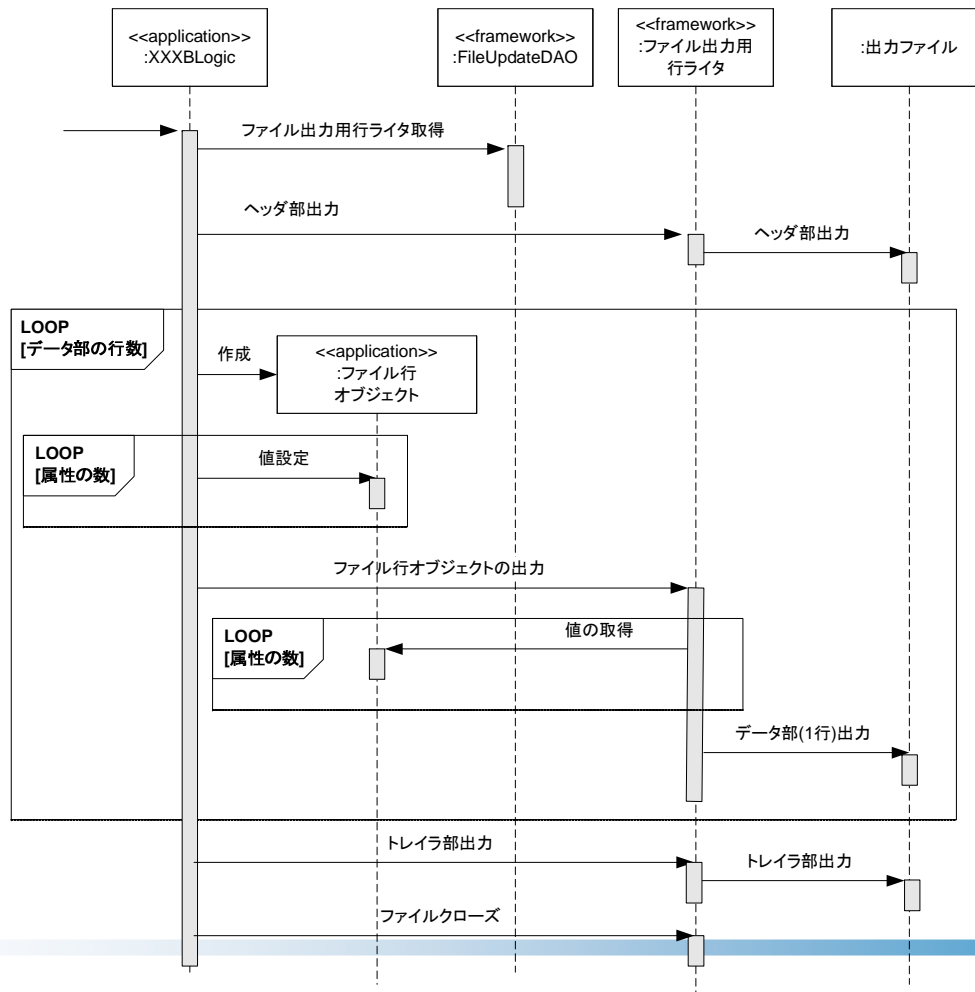 <<application>>
:XXXBLogic
<<framework>>
:FileUpdateDAO
<<framework>>
:ファイル出力用
行ライタ
:出力ファイル
ファイル出力用行ライタ取得
ヘッダ部出力
ヘッダ部出力
LOOP
[データ部の行数]
作成
<<application>>
:ファイル行
オブジェクト
LOOP
[属性の数]
値設定
ファイル行オブジェクトの出力
LOOP
[属性の数]
値の取得
データ部(1行)出力
トレイラ部出力
トレイラ部出力
ファイルクローズ